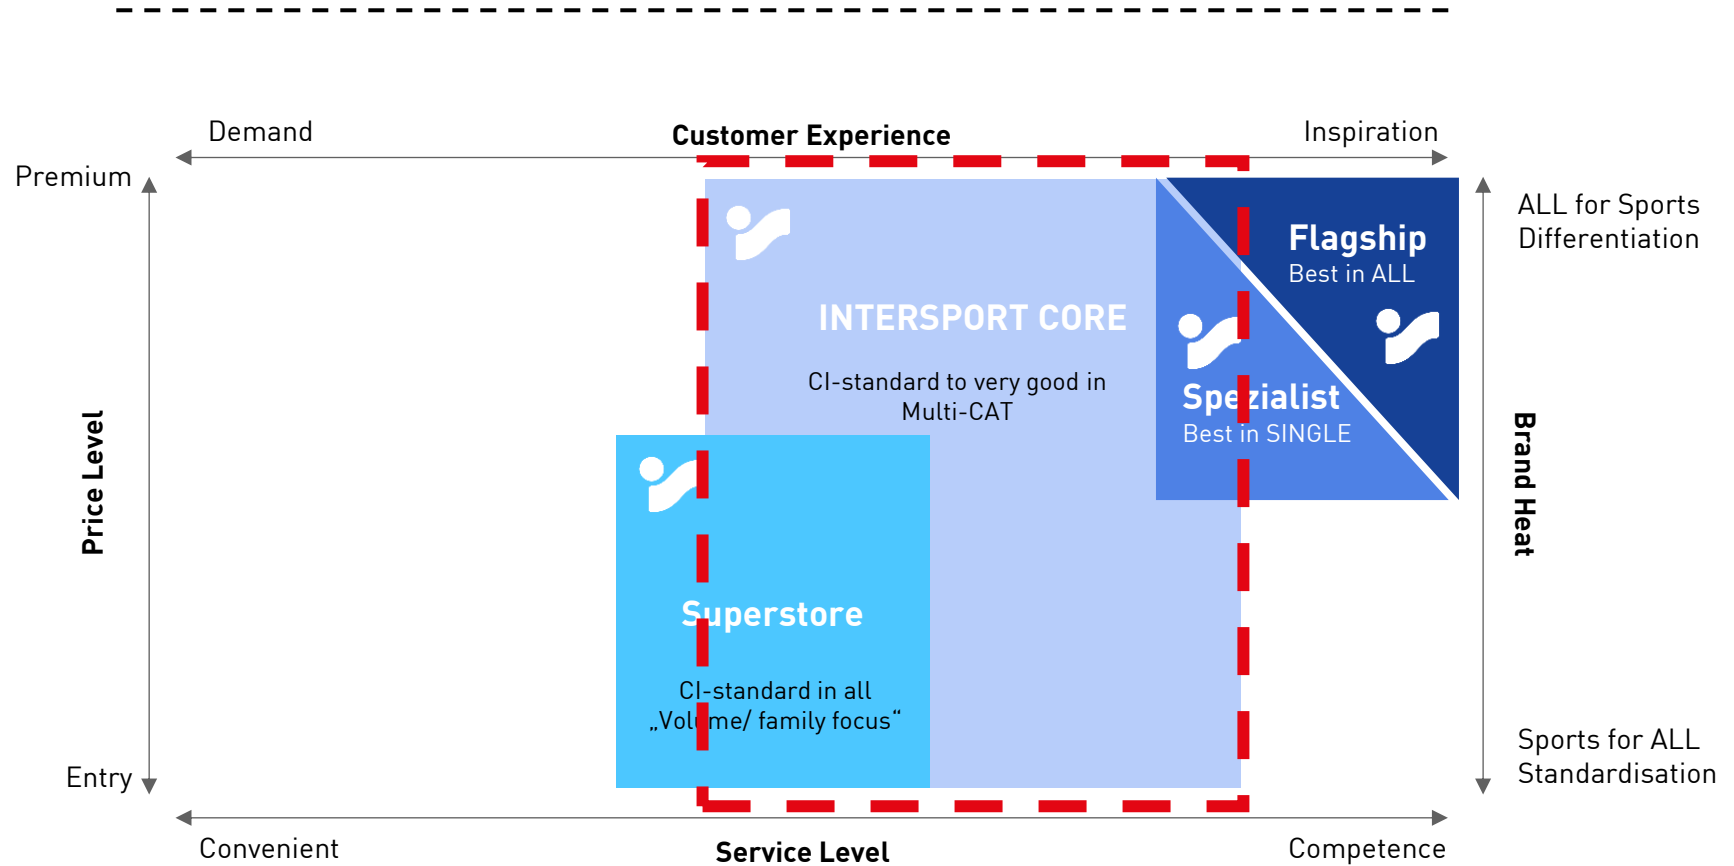 Demand
Customer Experience
Inspiration
Premium
ALL for Sports
Differentiation
Flagship
Best in ALL
INTERSPORT CORE
CI-standard to very good in
Multi-CAT
Spezialist
Best in SINGLE
Price Level
Brand Heat
Superstore
CI-standard in all
„Volume/ family focus“
Sports for ALL
Standardisation
Entry
Convenient
Service Level
Competence